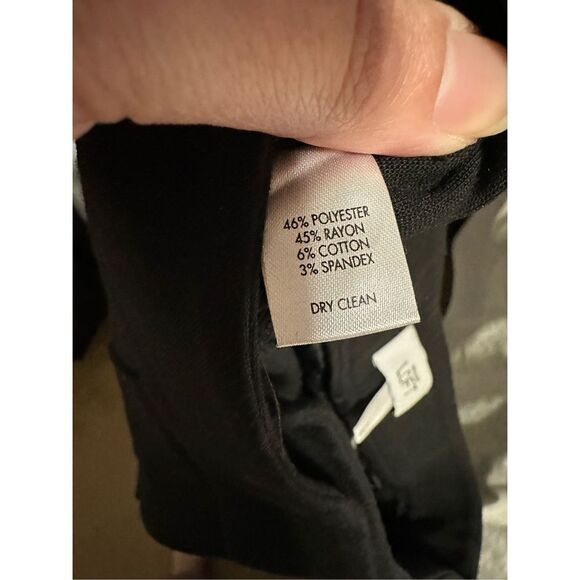 46% POLYESTER
45% RAYON
6% COTTON
3% SPANDEX
DRY CLEAN